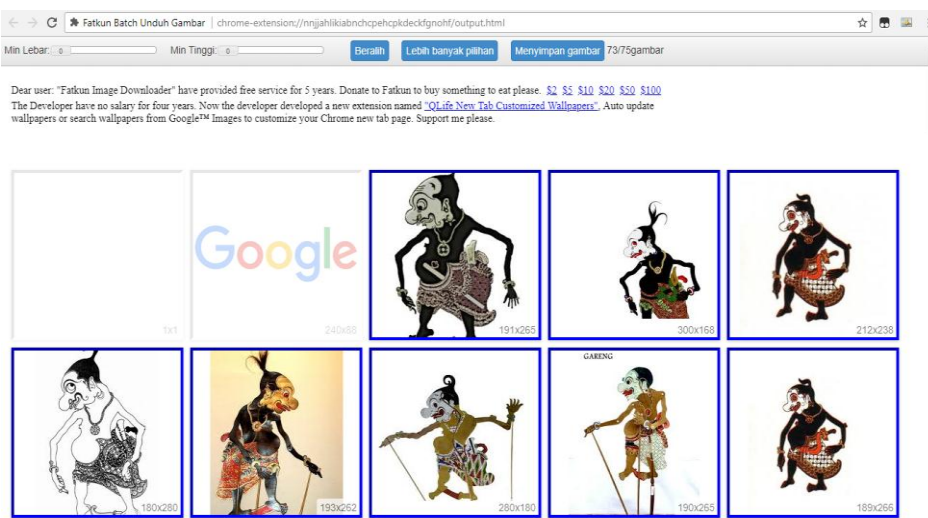 Fatkun Batch Unduh Gambar | chrome-extension://nnjjahlikiabnchcpehcpkdeckfgnohf/output.html
Min Lebar: 0 Min Tinggi: 0 Beralih Lebih banyak pilihan Menyimpan gambar 73/75gambar
Dear user: "Fatkun Image Downloader" have provided free service for 5 years. Donate to Fatkun to buy something to eat please. $2 $5 $10 $20 $50 $100
The Developer have no salary for four years. Now the developer developed a new extension named "QLife New Tab Customized Wallpapers", Auto update
wallpapers or search wallpapers from Google™ Images to customize your Chrome new tab page. Support me please.
Google
1x1 240x88 191x265 300x168 212x238
GARENG
180x280 193x262 280x180 190x265 189x266